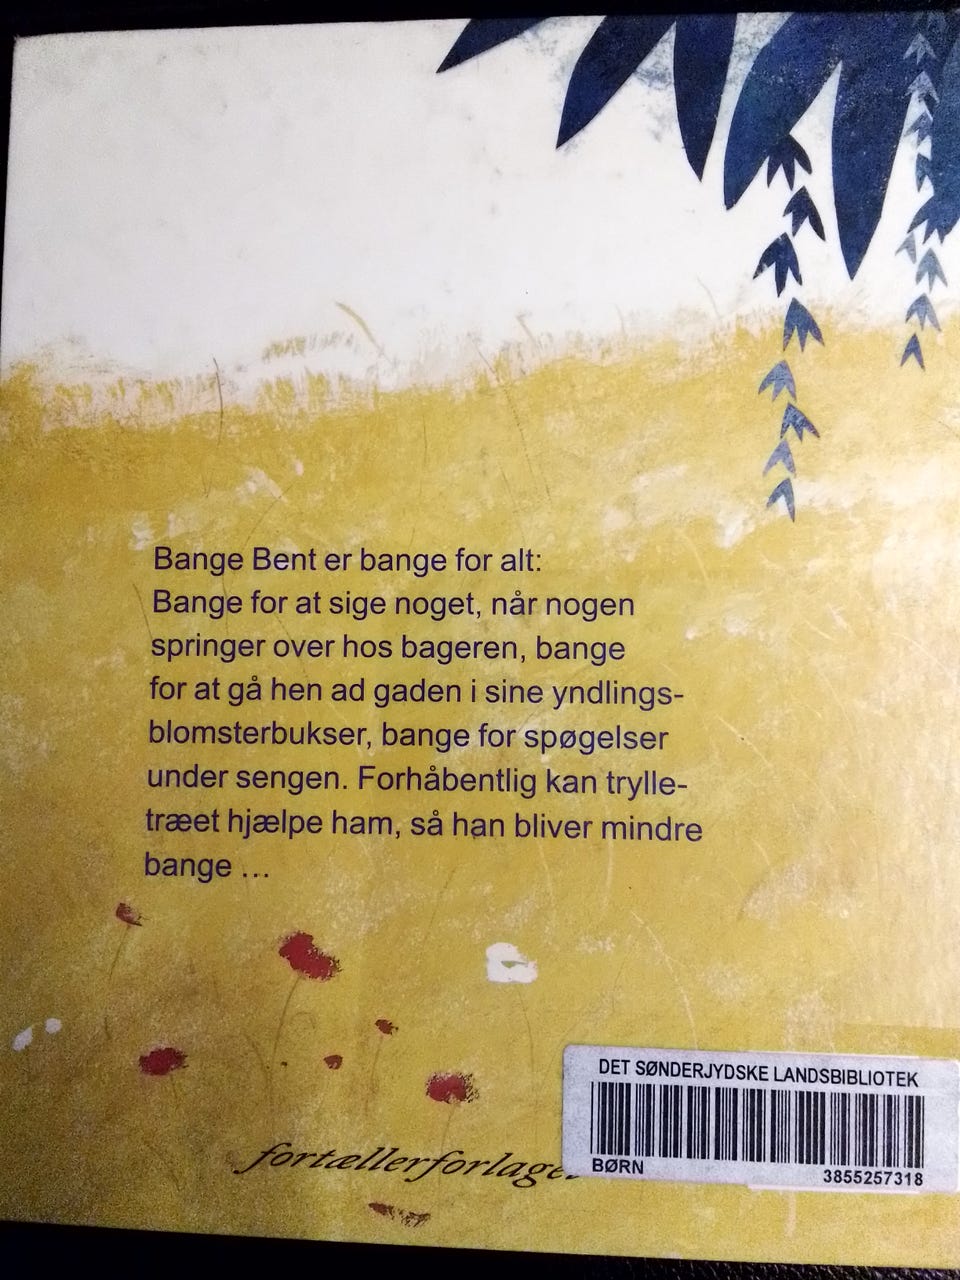 Bange Bent er bange for alt:
Bange for at sige noget, når nogen
springer over hos bageren, bange
for at gå hen ad gaden i sine yndlings-
blomsterbukser, bange for spøgelser
under sengen. Forhåbentlig kan trylle-
træet hjælpe ham, så han bliver mindre
bange ...
DET SØNDERJYDSKE LANDSBIBLIOTEK
BØRN
3855257318
fortællerforlaget